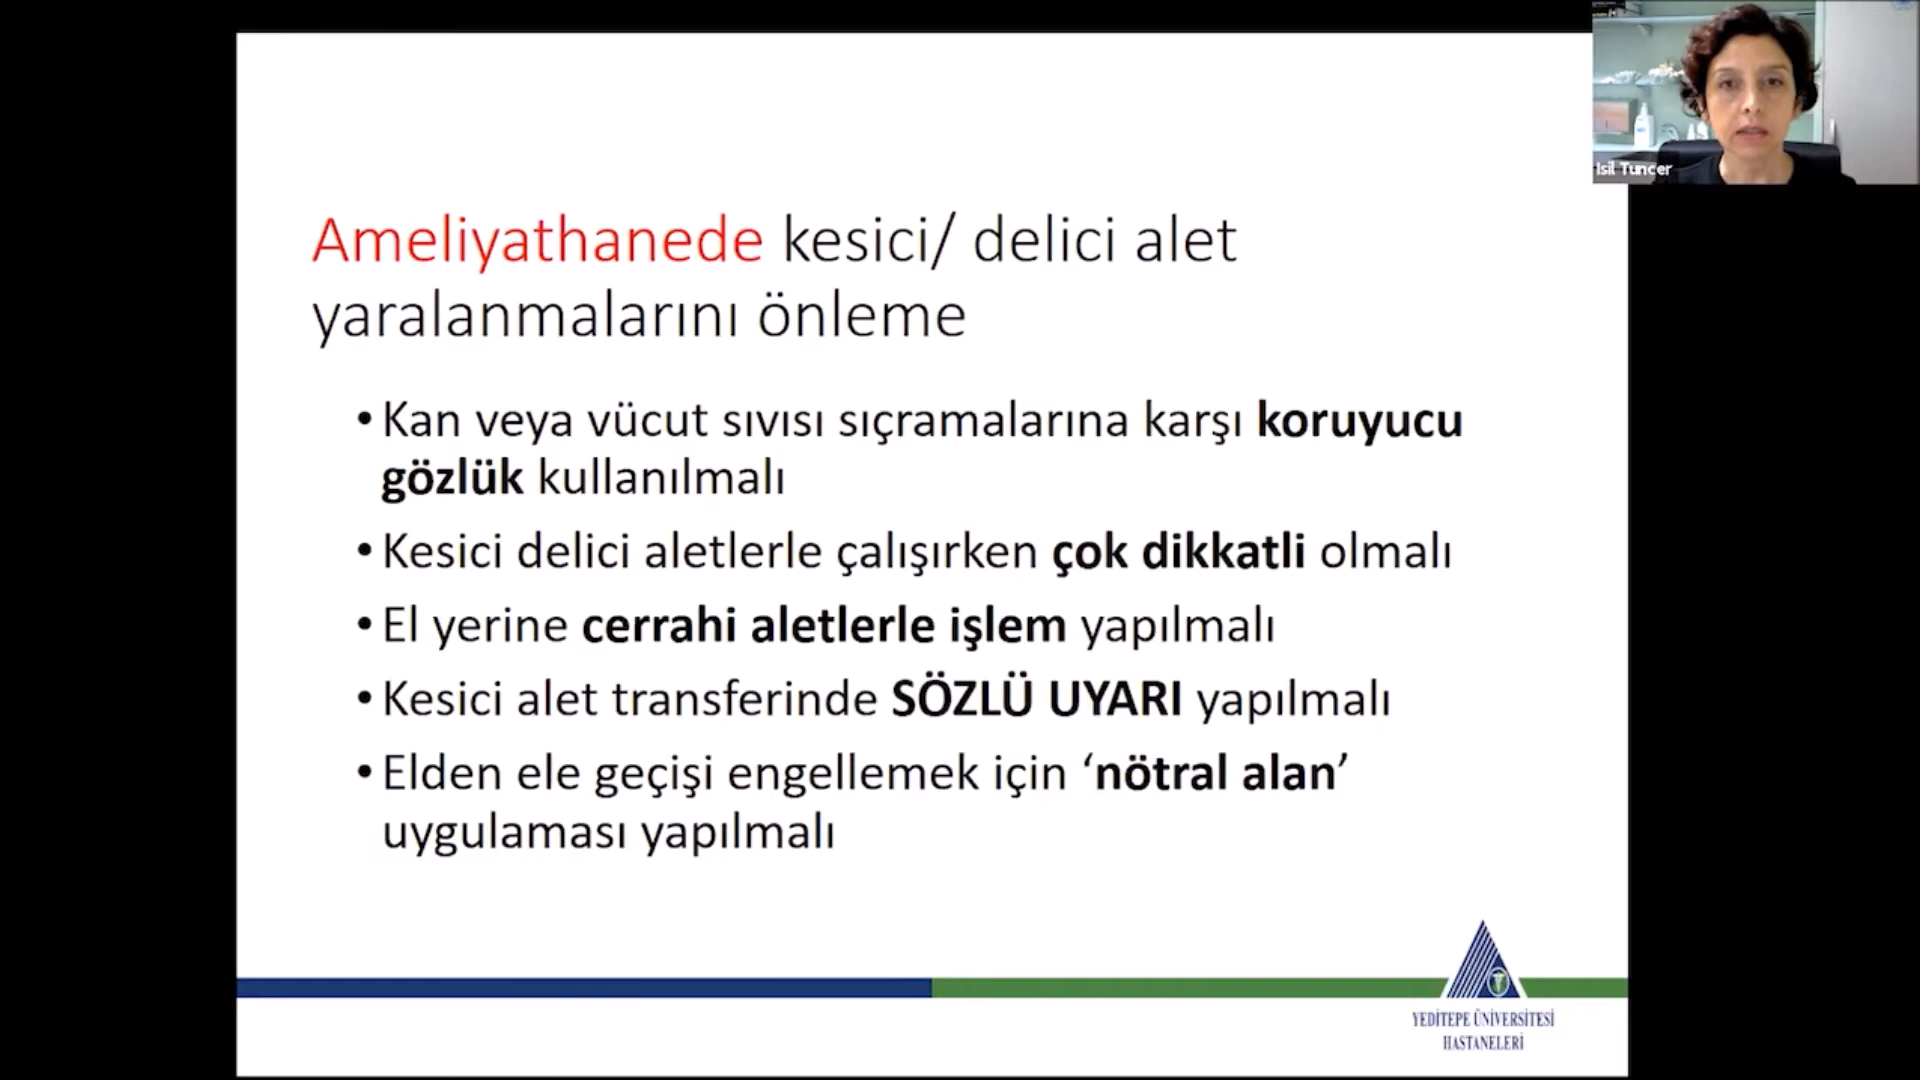 Isil Tuncer
Ameliyathanede kesici/ delici alet
yaralanmalarını önleme
• Kan veya vücut sıvısı sıçramalarına karşı koruyucu
gözlük kullanılmalı
• Kesici delici aletlerle çalışırken çok dikkatli olmalı
• El yerine cerrahi aletlerle işlem yapılmalı
• Kesici alet transferinde SÖZLÜ UYARI yapılmalı
• Elden ele geçişi engellemek için ‘nötral alan’
uygulaması yapılmalı
YEDİTEPE ÜNİVERSİTESİ
HASTANELERİ